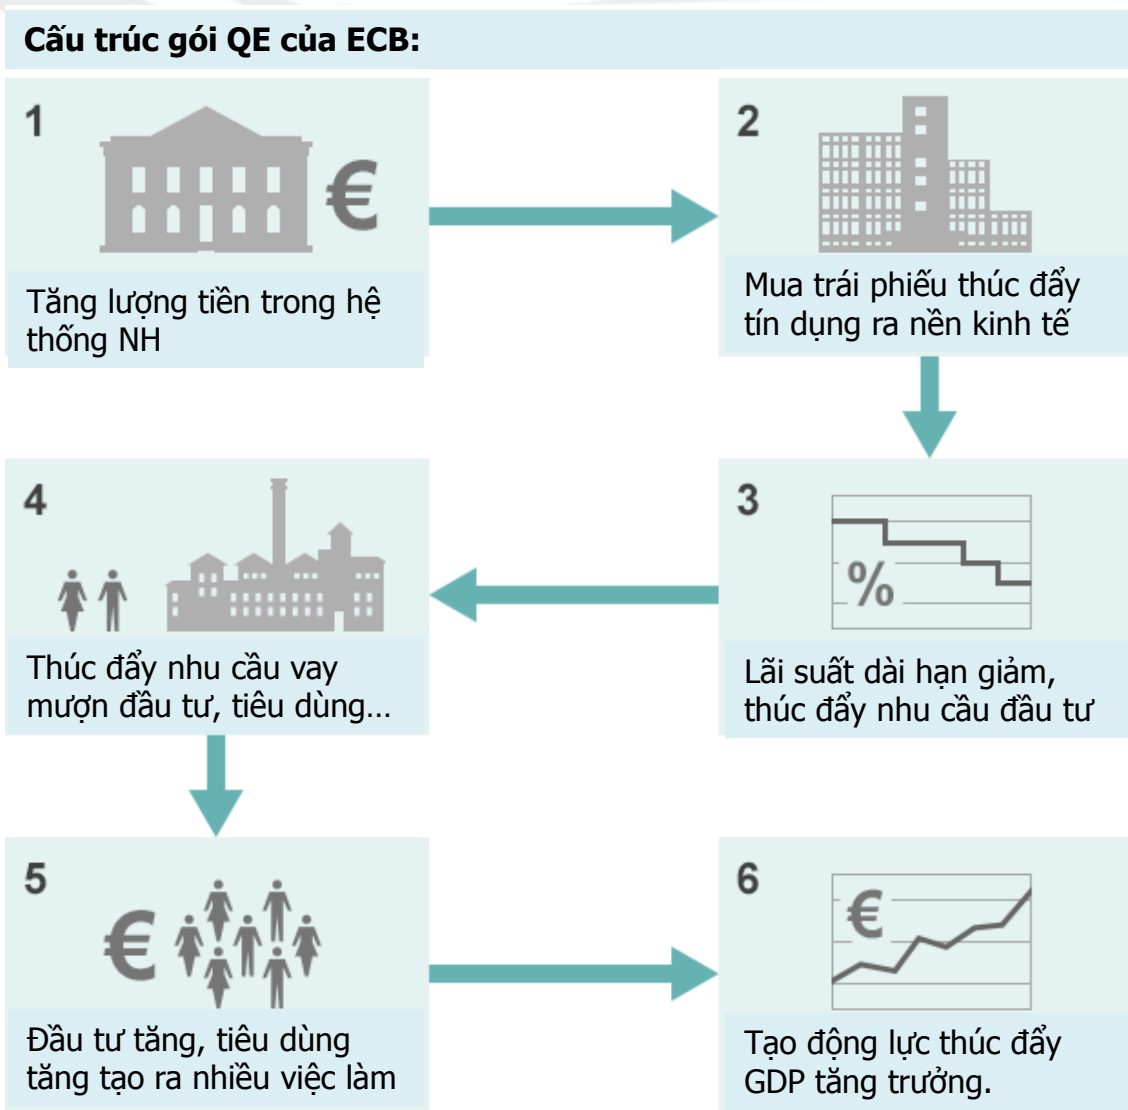 Cấu trúc gói QE của ECB:
1
€
Tăng lượng tiền trong hệ
thống NH
2
Mua trái phiếu thúc đẩy
tín dụng ra nền kinh tế
3
%
Lãi suất dài hạn giảm,
thúc đẩy nhu cầu đầu tư
4
Thúc đẩy nhu cầu vay
mượn đầu tư, tiêu dùng…
5
€
Đầu tư tăng, tiêu dùng
tăng tạo ra nhiều việc làm
6
€
Tạo động lực thúc đẩy
GDP tăng trưởng.